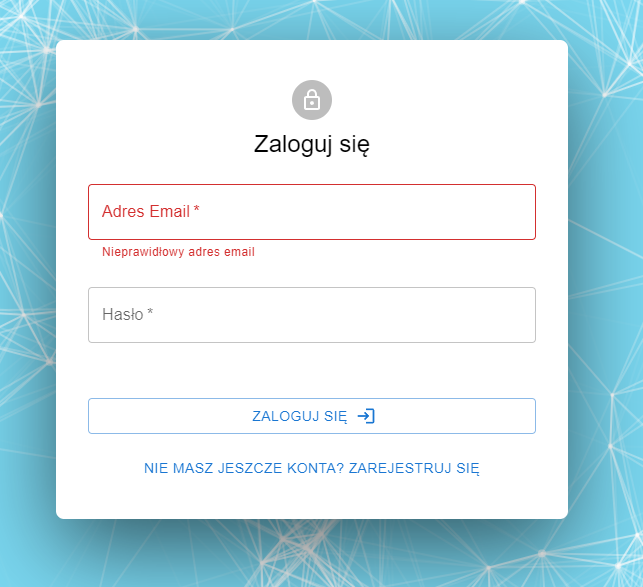 Zaloguj się
Adres Email *
Nieprawidłowy adres email
Hasło *
ZALOGUJ SIĘ
NIE MASZ JESZCZE KONTA? ZAREJESTRUJ SIĘ